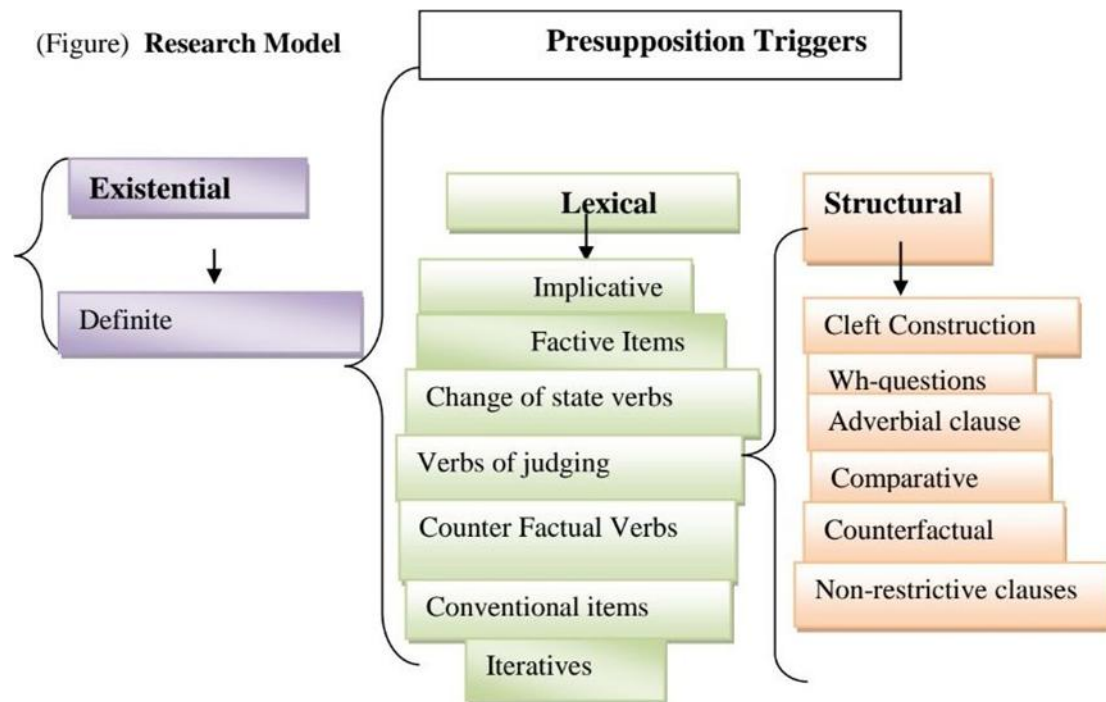 (Figure) Research Model
Presupposition Triggers
Existential
Definite
Lexical
Implicative
Factive Items
Change of state verbs
Verbs of judging
Counter Factual Verbs
Conventional items
Iteratives
Structural
Cleft Construction
Wh-questions
Adverbial clause
Comparative
Counterfactual
Non-restrictive clauses